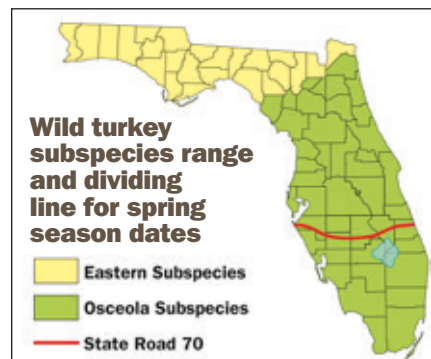 Wild turkey
subspecies range
and dividing
line for spring
season dates
Eastern Subspecies
Osceola Subspecies
State Road 70